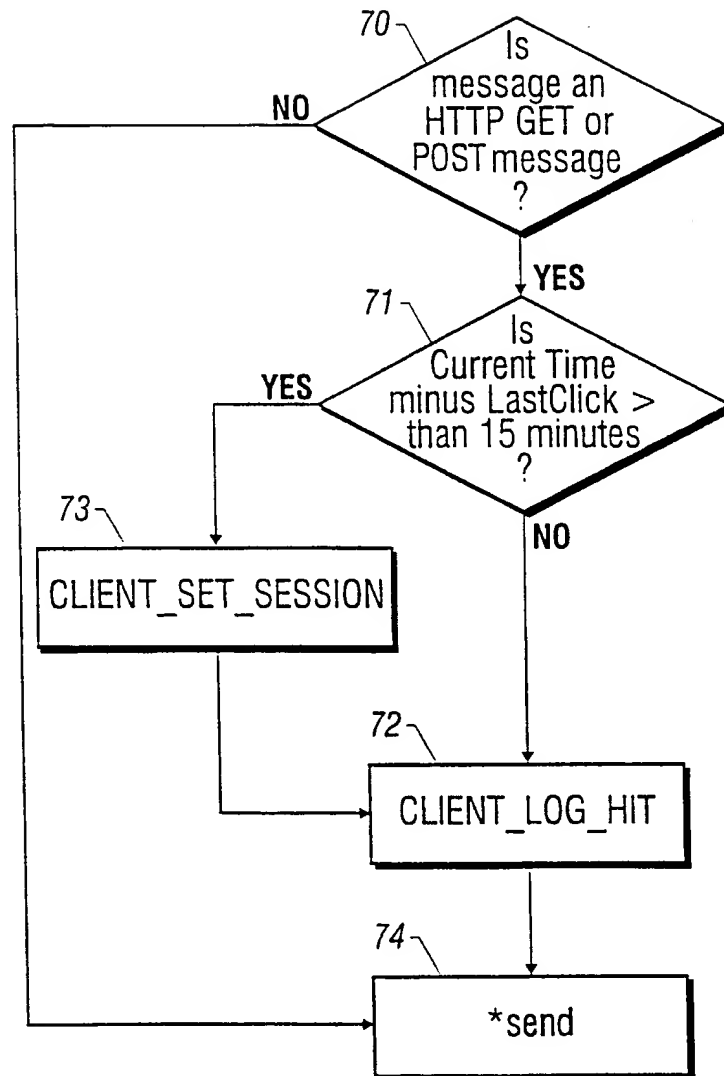 70
Is
message an
HTTP GET or
POST message
?
NO
YES
71
Is
Current Time
minus LastClick >
than 15 minutes
?
YES
NO
73
CLIENT_SET_SESSION
72
CLIENT_LOG_HIT
74
*send